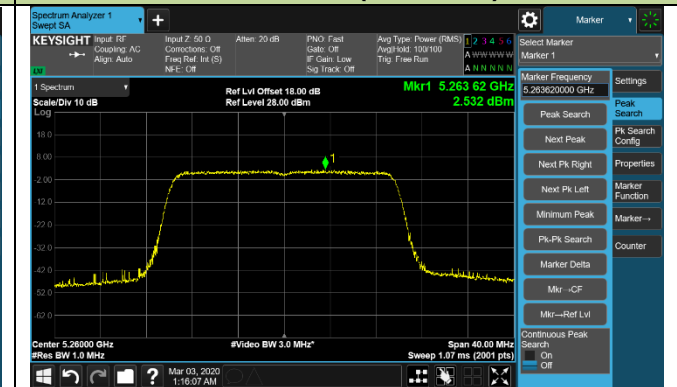 Spectrum Analyzer 1
Swept SA
+
Marker
KEYSIGHT
Input: RF
Coupling: AC
Align: Auto
Input Z: 50 Ω
Corrections: Off
Freq Ref: Int (S)
NFE: Off
Atten: 20 dB
PNO: Fast
Gate: Off
IF Gain: Low
Sig Track: Off
Avg Type: Power (RMS)
Avg|Hold: 100/100
Trig: Free Run
1 2 3 4 5 6
A W W W W W
A N N N N N
Select Marker
Marker 1
1 Spectrum
Scale/Div 10 dB
Log
Ref Lvl Offset 18.00 dB
Ref Level 28.00 dBm
Mkr1 5.263 62 GHz
2.532 dBm
18.0
8.00
-2.00
-12.0
-22.0
-32.0
-42.0
-52.0
-62.0
1
Center 5.26000 GHz
#Res BW 1.0 MHz
#Video BW 3.0 MHz*
Span 40.00 MHz
Sweep 1.07 ms (2001 pts)
Marker Frequency
5.263620000 GHz
Peak Search
Next Peak
Next Pk Right
Next Pk Left
Minimum Peak
Pk-Pk Search
Marker Delta
Mkr→CF
Mkr→Ref Lvl
Continuous Peak
Search
On
Off
Settings
Peak
Search
Pk Search
Config
Properties
Marker
Function
Marker→
Counter
?
Mar 03, 2020
1:16:07 AM